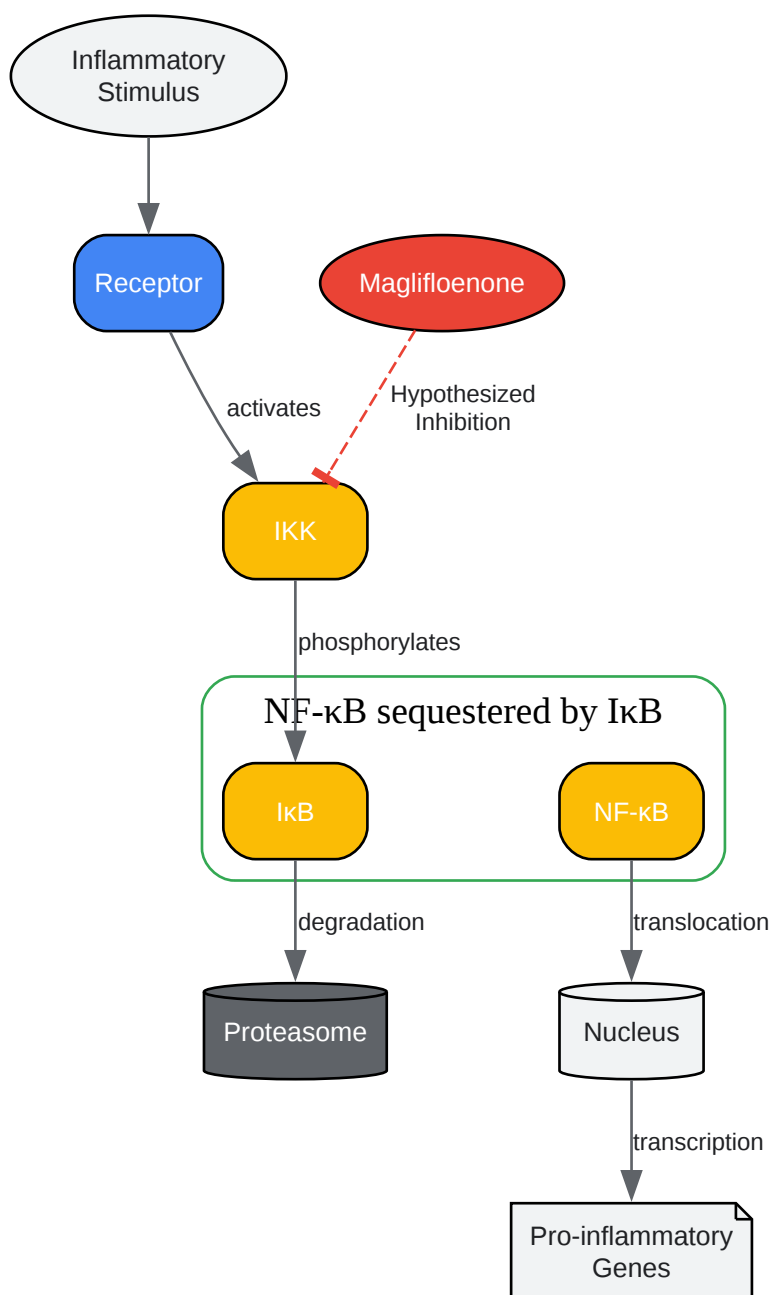 Inflammatory
Stimulus
Receptor
Maglifloenone
activates
Hypothesized
Inhibition
IKK
phosphorylates
NF-κB sequestered by IκB
IκB
NF-κB
degradation
translocation
Proteasome
Nucleus
transcription
Pro-inflammatory
Genes